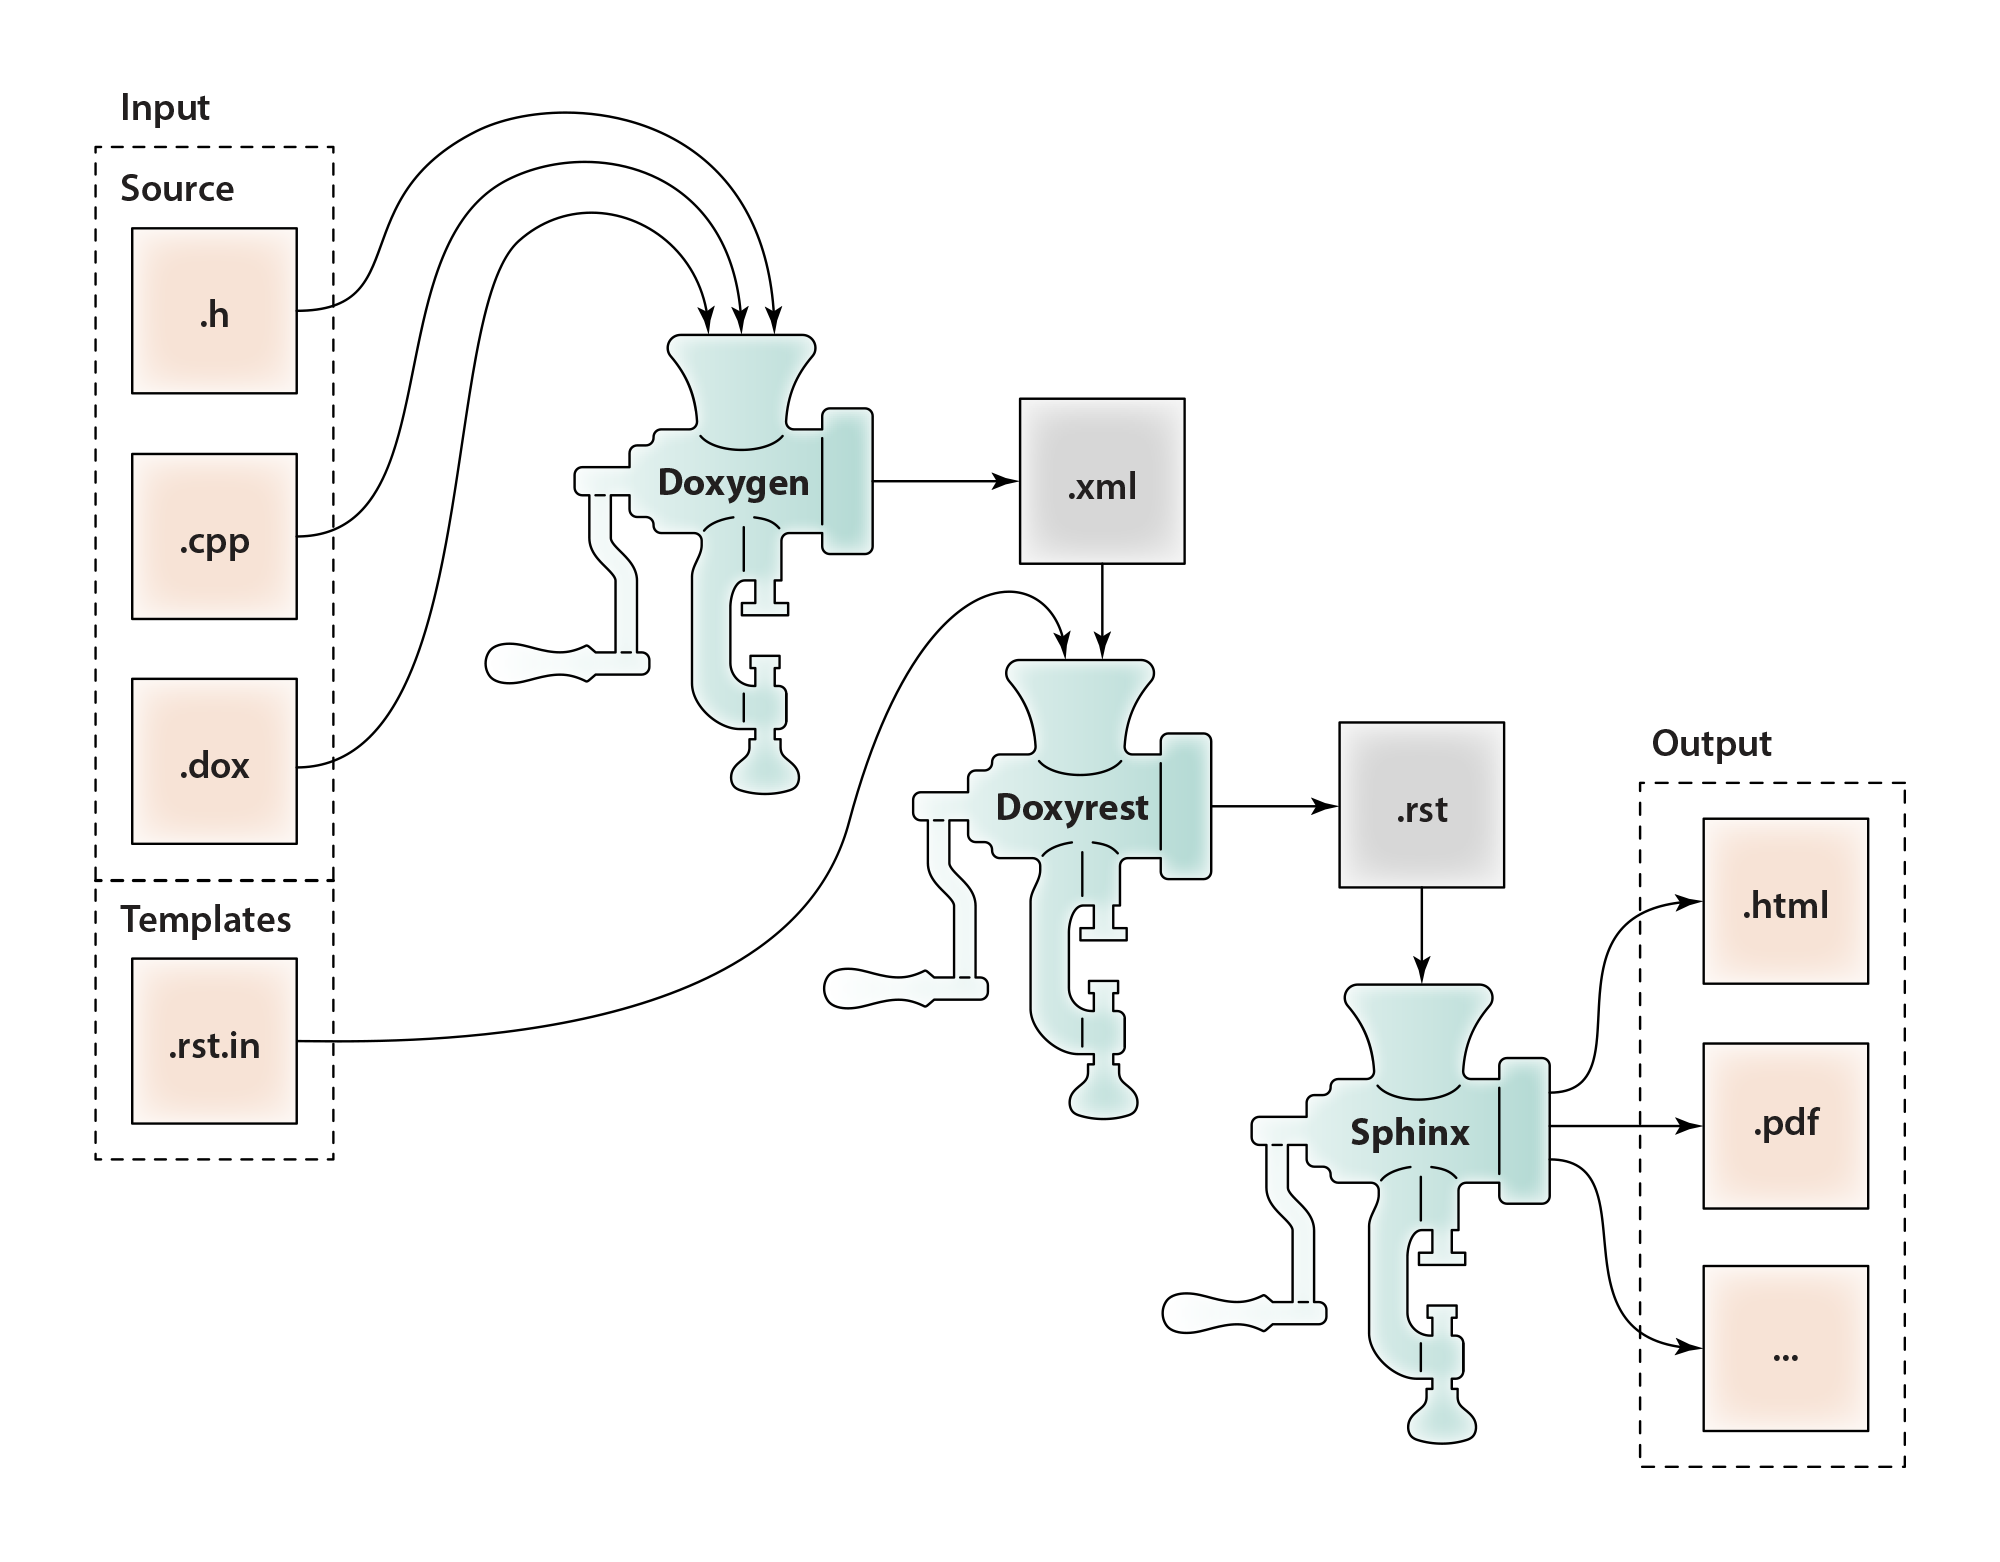 Input
Source
.h
.cpp
.dox
Templates
.rst.in
Doxygen
.xml
Doxyrest
.rst
Sphinx
Output
.html
.pdf
...